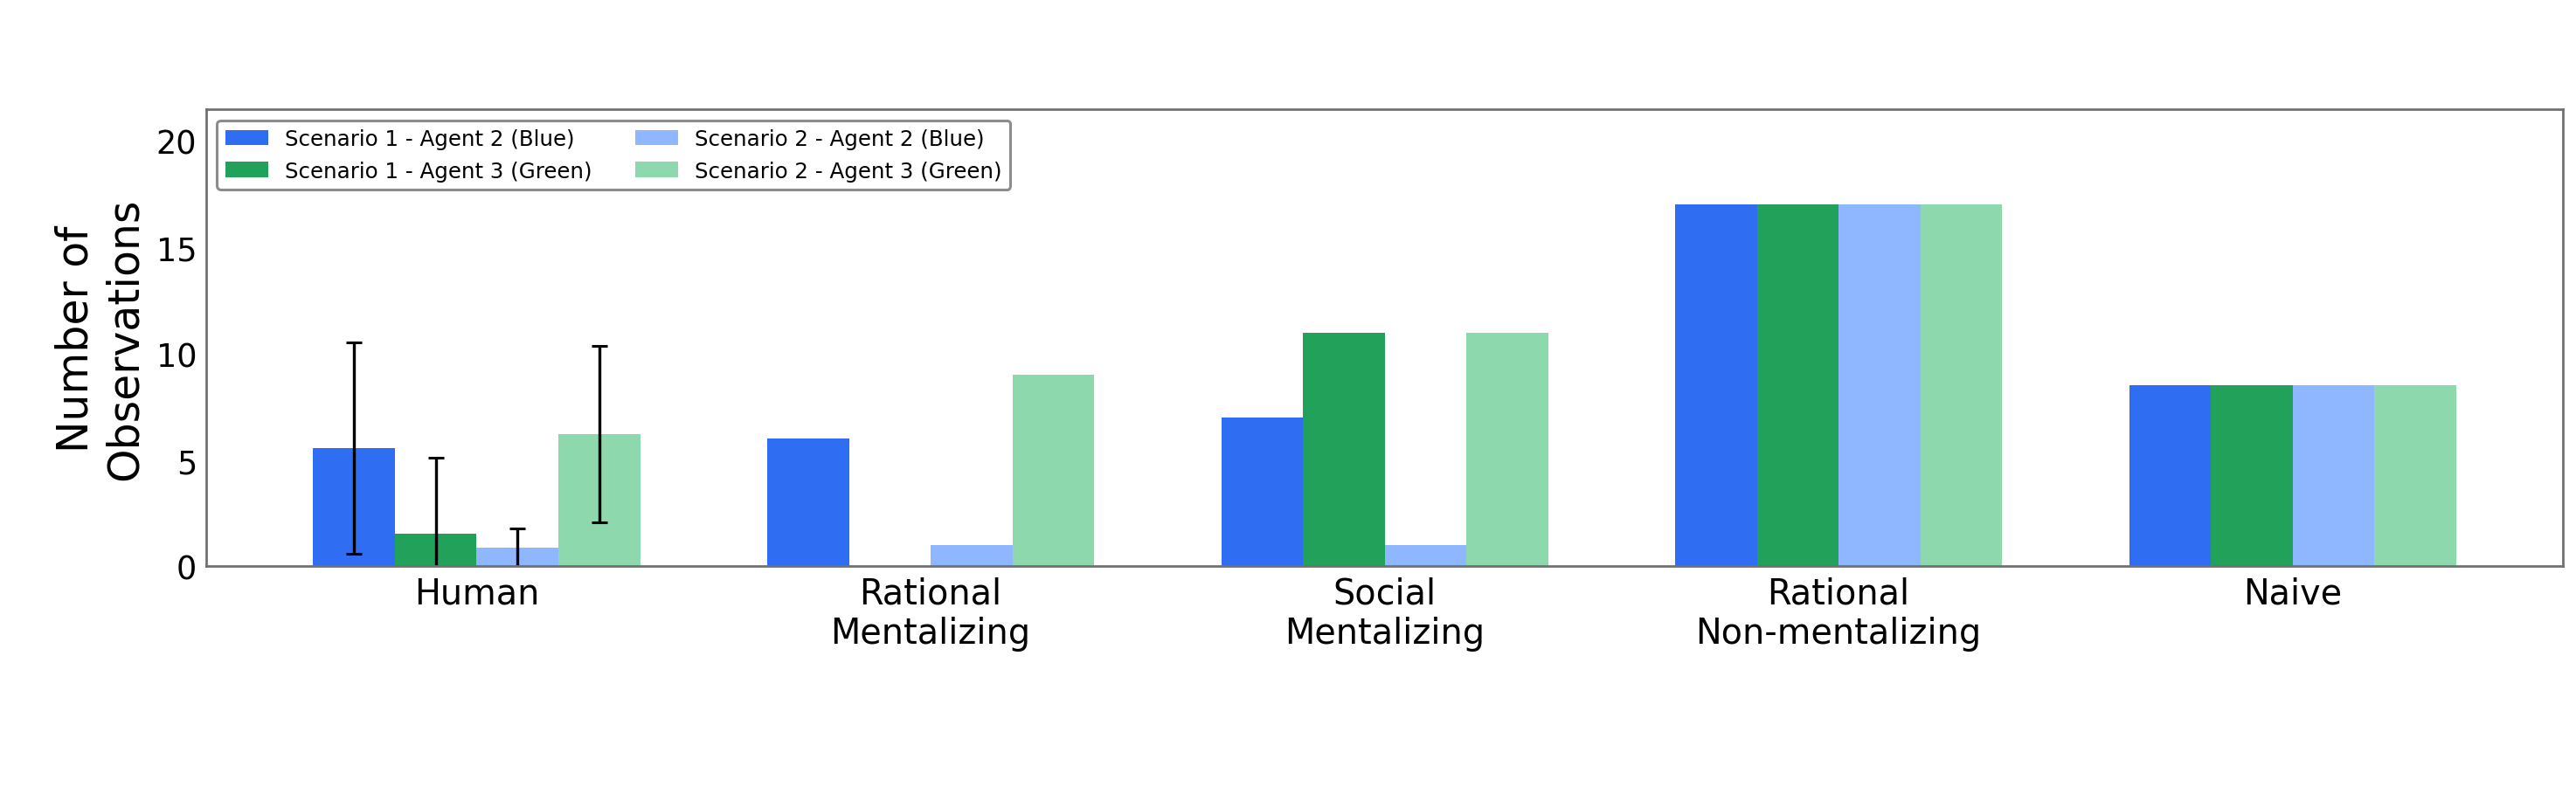 Number of
Observations
20
15
10
5
0
Scenario 1 - Agent 2 (Blue)
Scenario 1 - Agent 3 (Green)
Scenario 2 - Agent 2 (Blue)
Scenario 2 - Agent 3 (Green)
Human
Rational
Mentalizing
Social
Mentalizing
Rational
Non-mentalizing
Naive